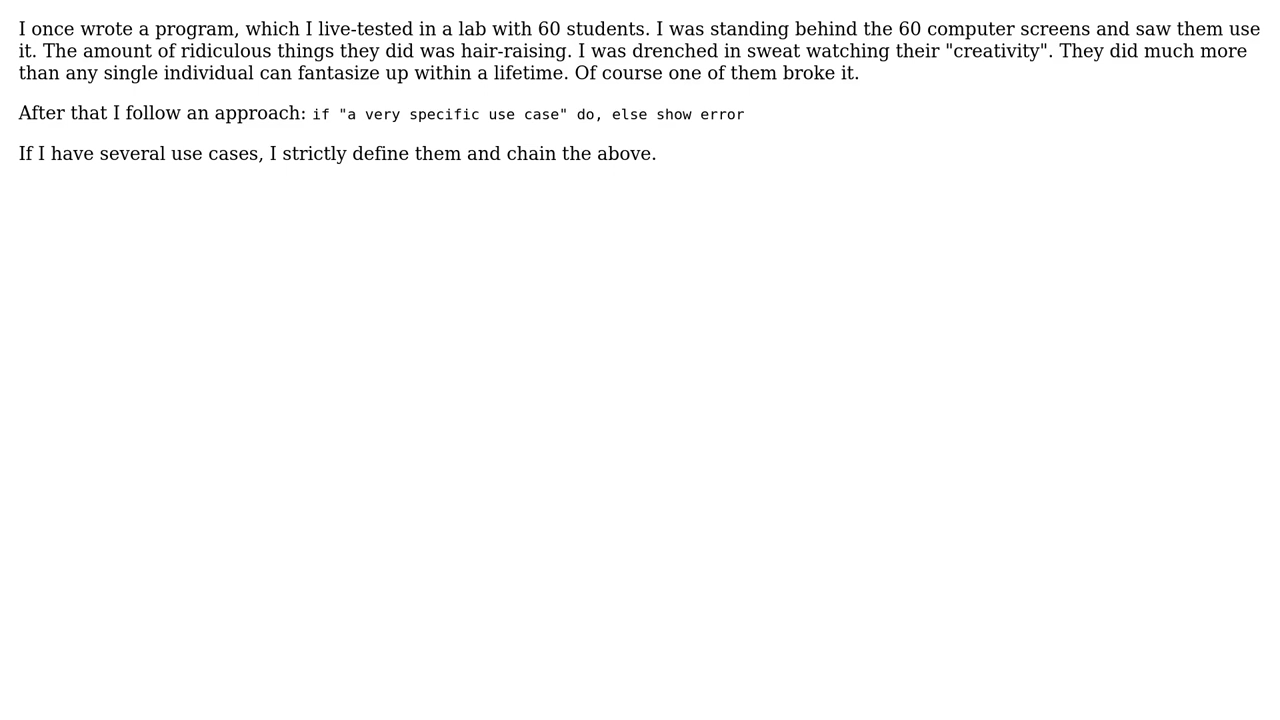 I once wrote a program, which I live-tested in a lab with 60 students. I was standing behind the 60 computer screens and saw them use
it. The amount of ridiculous things they did was hair-raising. I was drenched in sweat watching their "creativity". They did much more
than any single individual can fantasize up within a lifetime. Of course one of them broke it.
After that I follow an approach: if "a very specific use case" do, else show error
If I have several use cases, I strictly define them and chain the above.